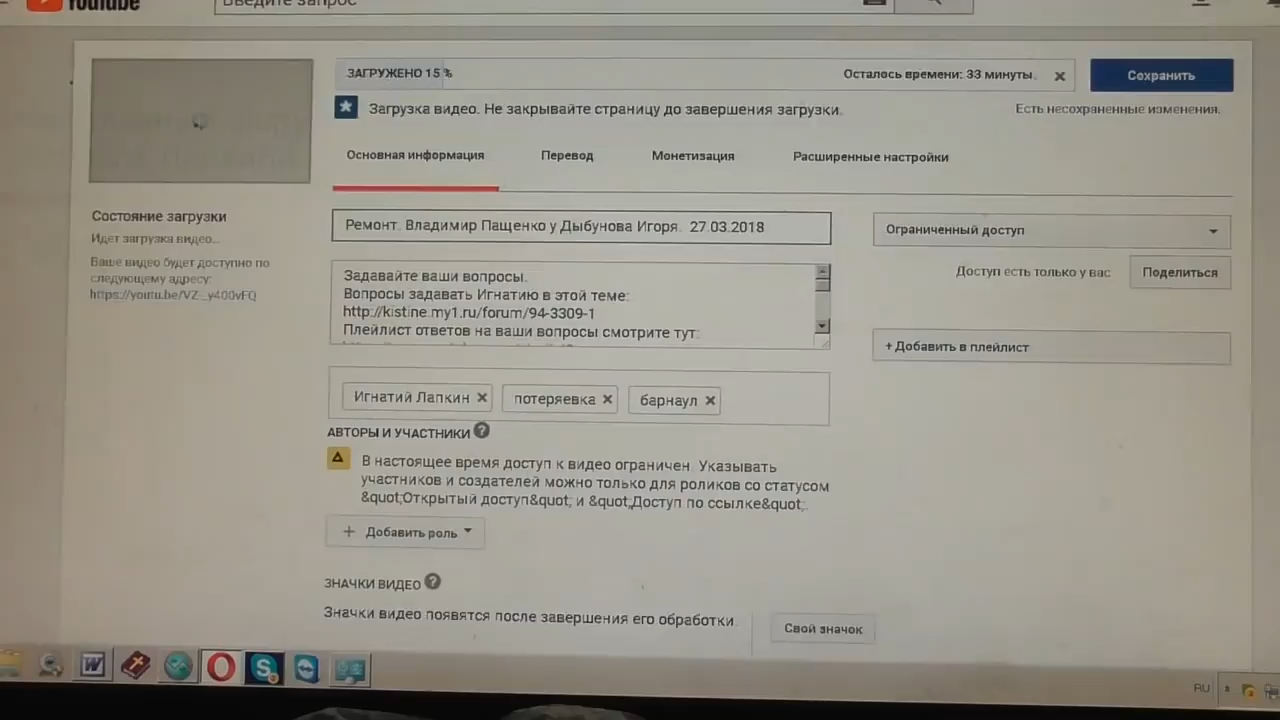 YouTube
Введите запрос
ЗАГРУЖЕНО 15 %
Осталось времени: 33 минуты.
Сохранить
Загрузка видео. Не закрывайте страницу до завершения загрузки.
Есть несохраненные изменения.
Основная информация
Перевод
Монетизация
Расширенные настройки
Состояние загрузки
Идет загрузка видео...
Ваше видео будет доступно по
следующему адресу:
https://youtu.be/VZ-_y400vFQ
Ремонт. Владимир Пащенко у Дыбунова Игоря. 27.03.2018
Ограниченный доступ
Задавайте ваши вопросы.
Вопросы задавать Игнатию в этой теме:
http://kistine.my1.ru/forum/94-3309-1
Плейлист ответов на ваши вопросы смотрите тут:
Доступ есть только у вас
Поделиться
+ Добавить в плейлист
Игнатий Лапкин
потеряевка
барнаул
АВТОРЫ И УЧАСТНИКИ
В настоящее время доступ к видео ограничен. Указывать
участников и создателей можно только для роликов со статусом
&quot;Открытый доступ&quot; и &quot;Доступ по ссылке&quot;.
+ Добавить роль
ЗНАЧКИ ВИДЕО
Значки видео появятся после завершения его обработки.
Свой значок
RU